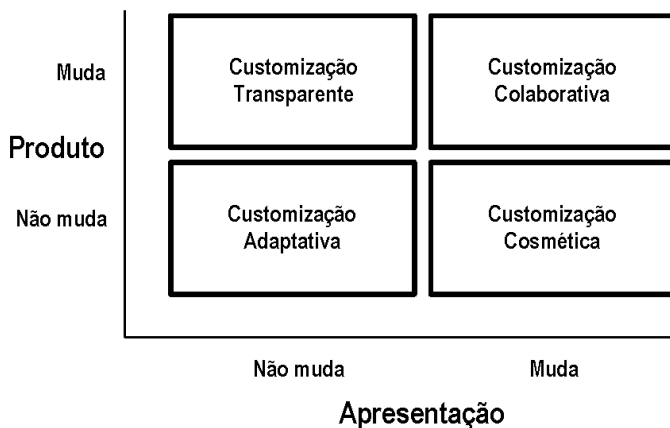 Muda
Customização
Transparente
Customização
Colaborativa
Produto
Não muda
Customização
Adaptativa
Customização
Cosmética
Não muda
Muda
Apresentação